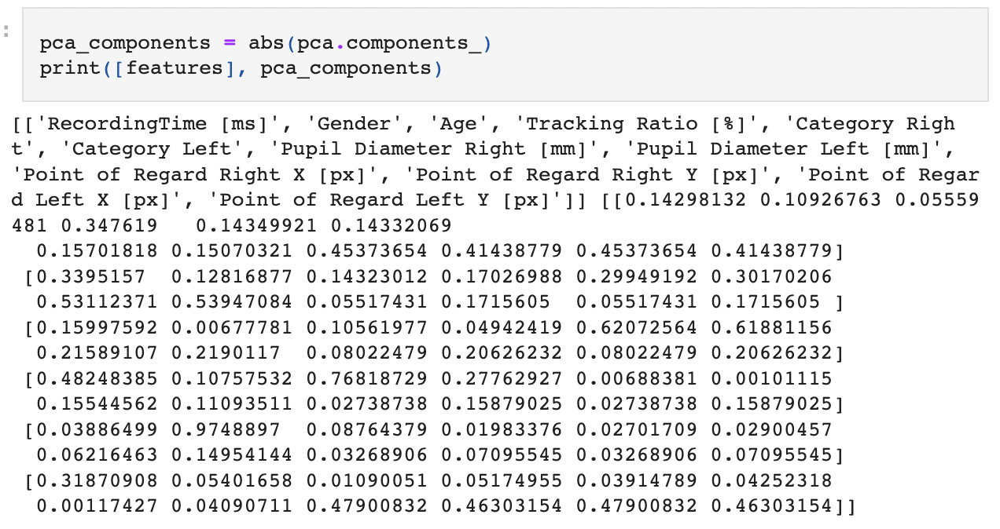 :
pca_components = abs(pca.components_)
print([features], pca_components)
[['RecordingTime [ms]', 'Gender', 'Age', 'Tracking Ratio [%]', 'Category Righ
t', 'Category Left', 'Pupil Diameter Right [mm]', 'Pupil Diameter Left [mm]',
'Point of Regard Right X [px]', 'Point of Regard Right Y [px]', 'Point of Regar
d Left X [px]', 'Point of Regard Left Y [px]']] [[0.14298132 0.10926763 0.05559
481 0.347619   0.14349921 0.14332069
  0.15701818 0.15070321 0.45373654 0.41438779 0.45373654 0.41438779]
 [0.3395157  0.12816877 0.14323012 0.17026988 0.29949192 0.30170206
  0.53112371 0.53947084 0.05517431 0.1715605  0.05517431 0.1715605 ]
 [0.15997592 0.00677781 0.10561977 0.04942419 0.62072564 0.61881156
  0.21589107 0.2190117  0.08022479 0.20626232 0.08022479 0.20626232]
 [0.48248385 0.10757532 0.76818729 0.27762927 0.00688381 0.00101115
  0.15544562 0.11093511 0.02738738 0.15879025 0.02738738 0.15879025]
 [0.03886499 0.9748897  0.08764379 0.01983376 0.02701709 0.02900457
  0.06216463 0.14954144 0.03268906 0.07095545 0.03268906 0.07095545]
 [0.31870908 0.05401658 0.01090051 0.05174955 0.03914789 0.04252318
  0.00117427 0.04090711 0.47900832 0.46303154 0.47900832 0.46303154]]